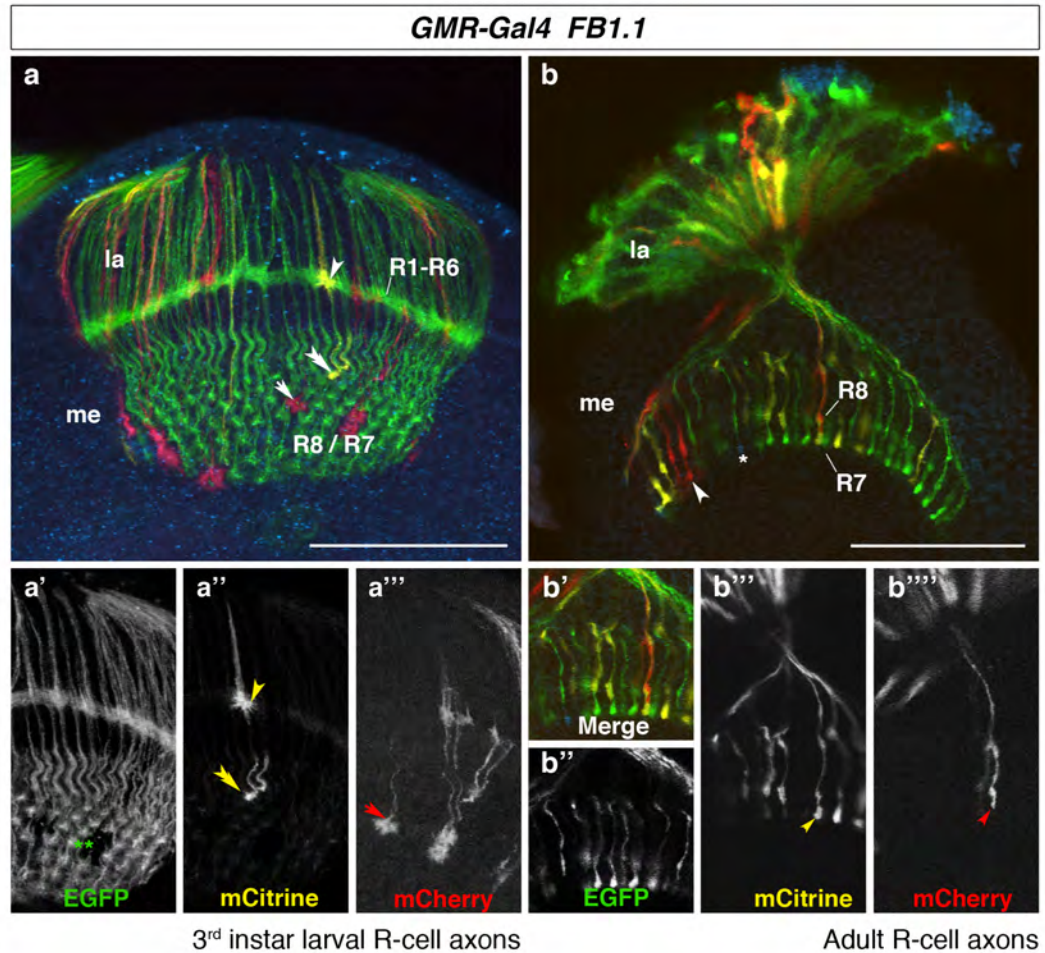 GMR-Gal4 FB1.1
a
b
la
R1-R6
me
R8 / R7
la
me
R8
*
R7
a'
a''
a'''
b'
b'''
b''''
Merge
b''
**
EGFP
mCitrine
mCherry
EGFP
mCitrine
mCherry
3rd instar larval R-cell axons
Adult R-cell axons